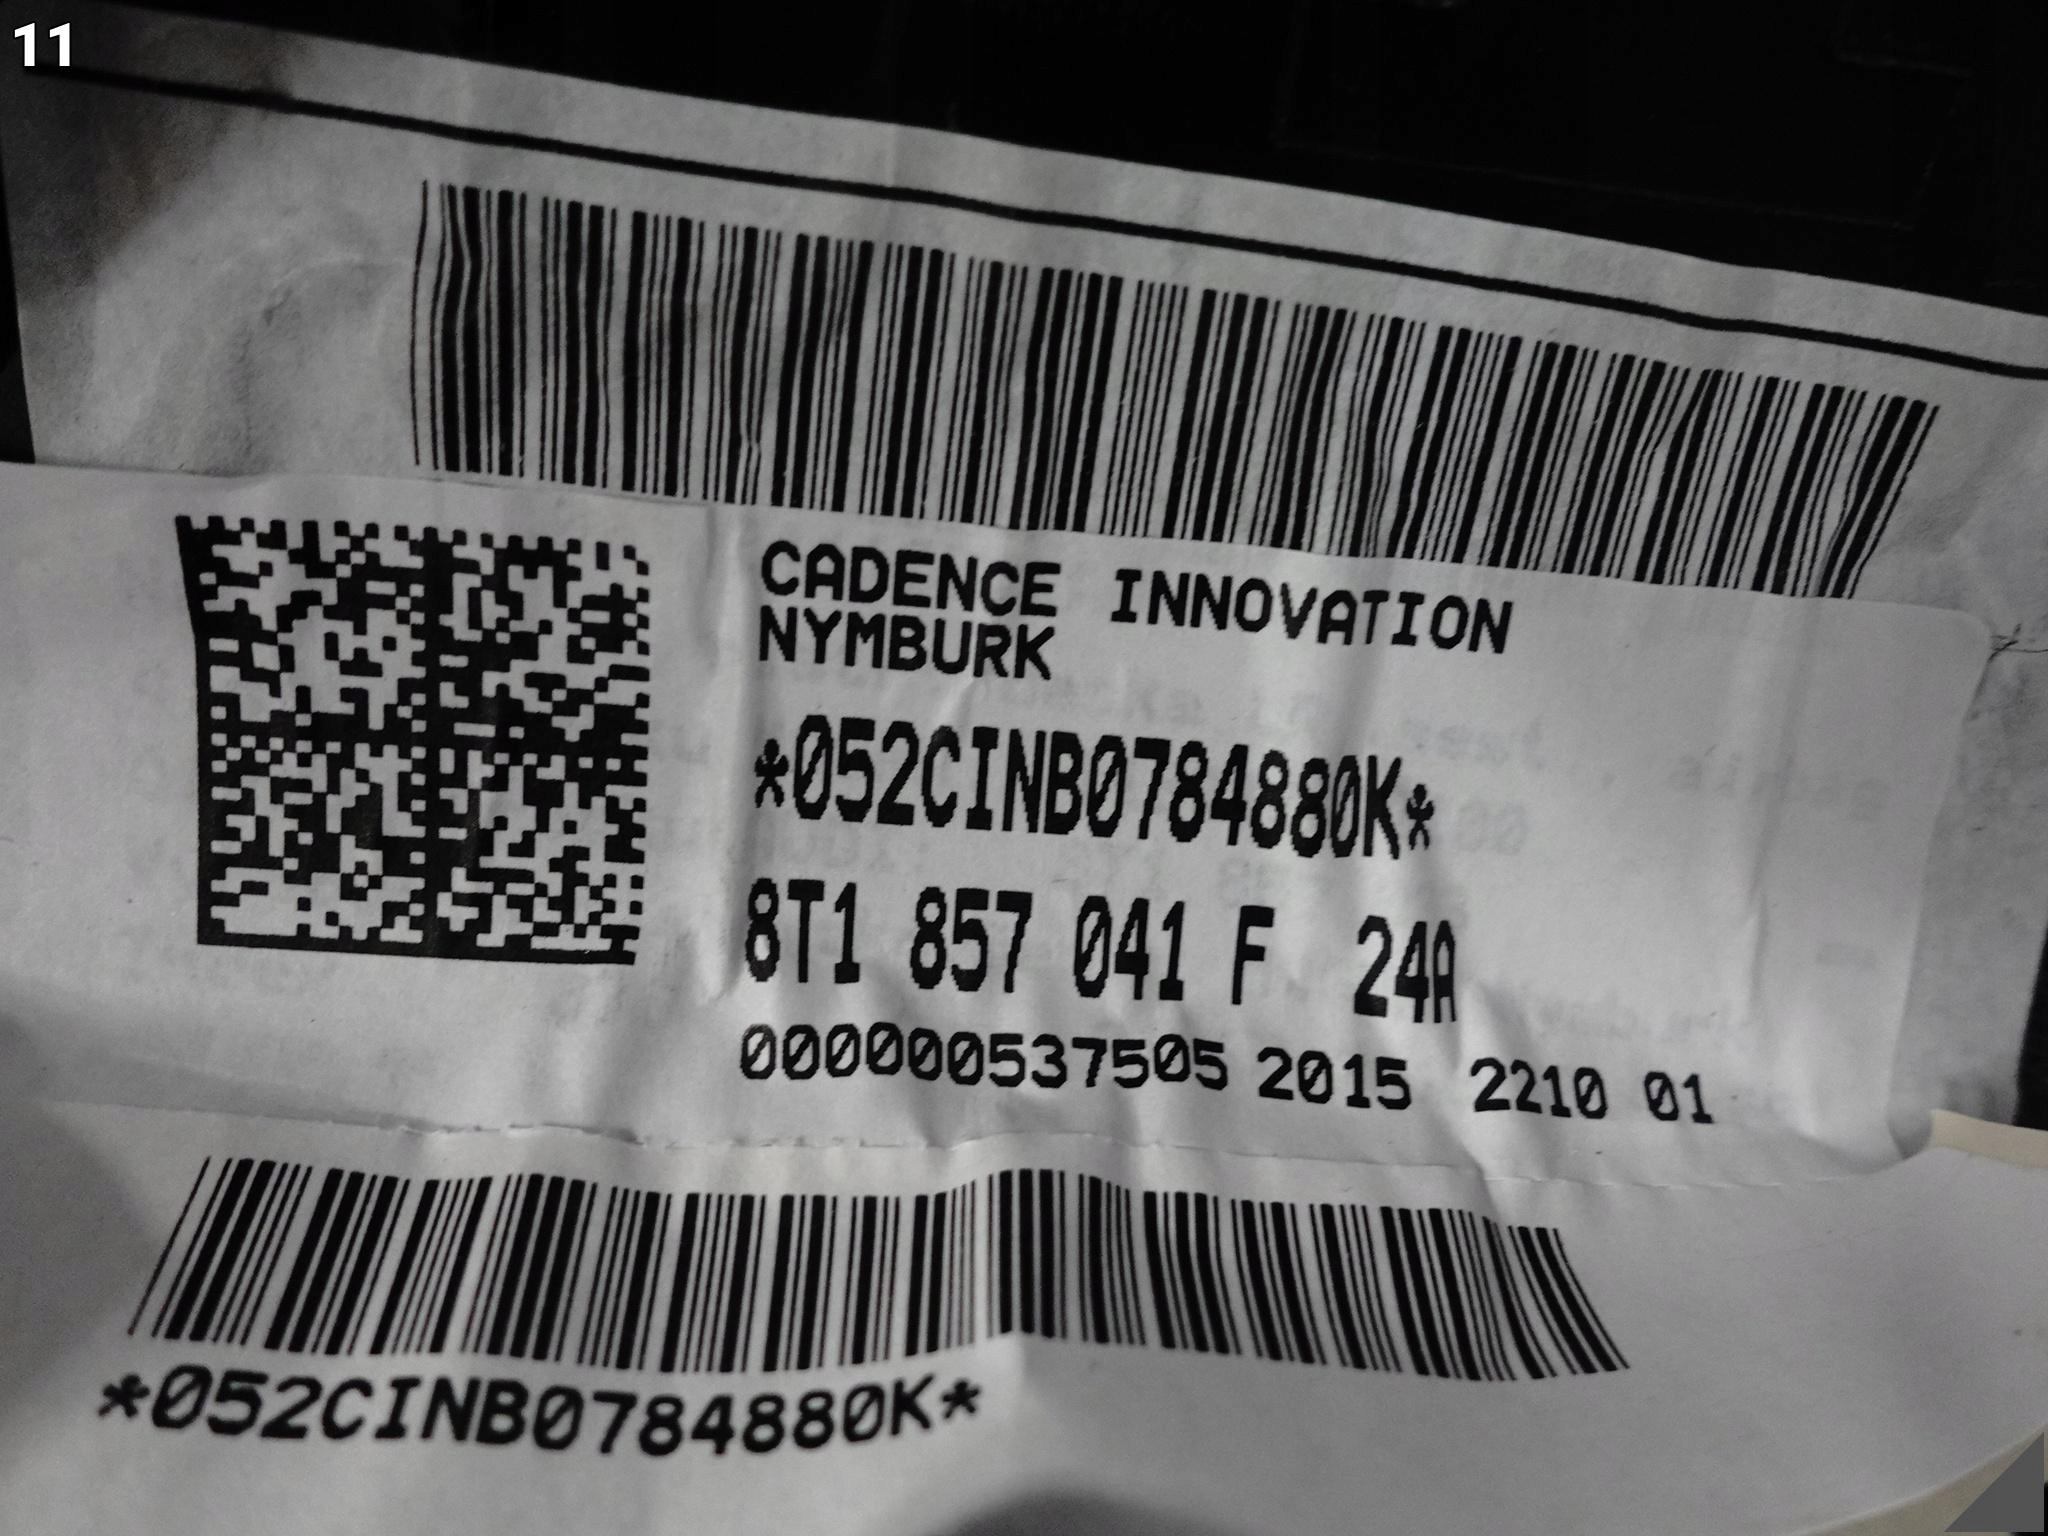 11
CADENCE INNOVATION
NYMBURK
*052CINB0784880K*
8T1 857 041 F 24A
000000537505 2015 2210 01
*052CINB0784880K*